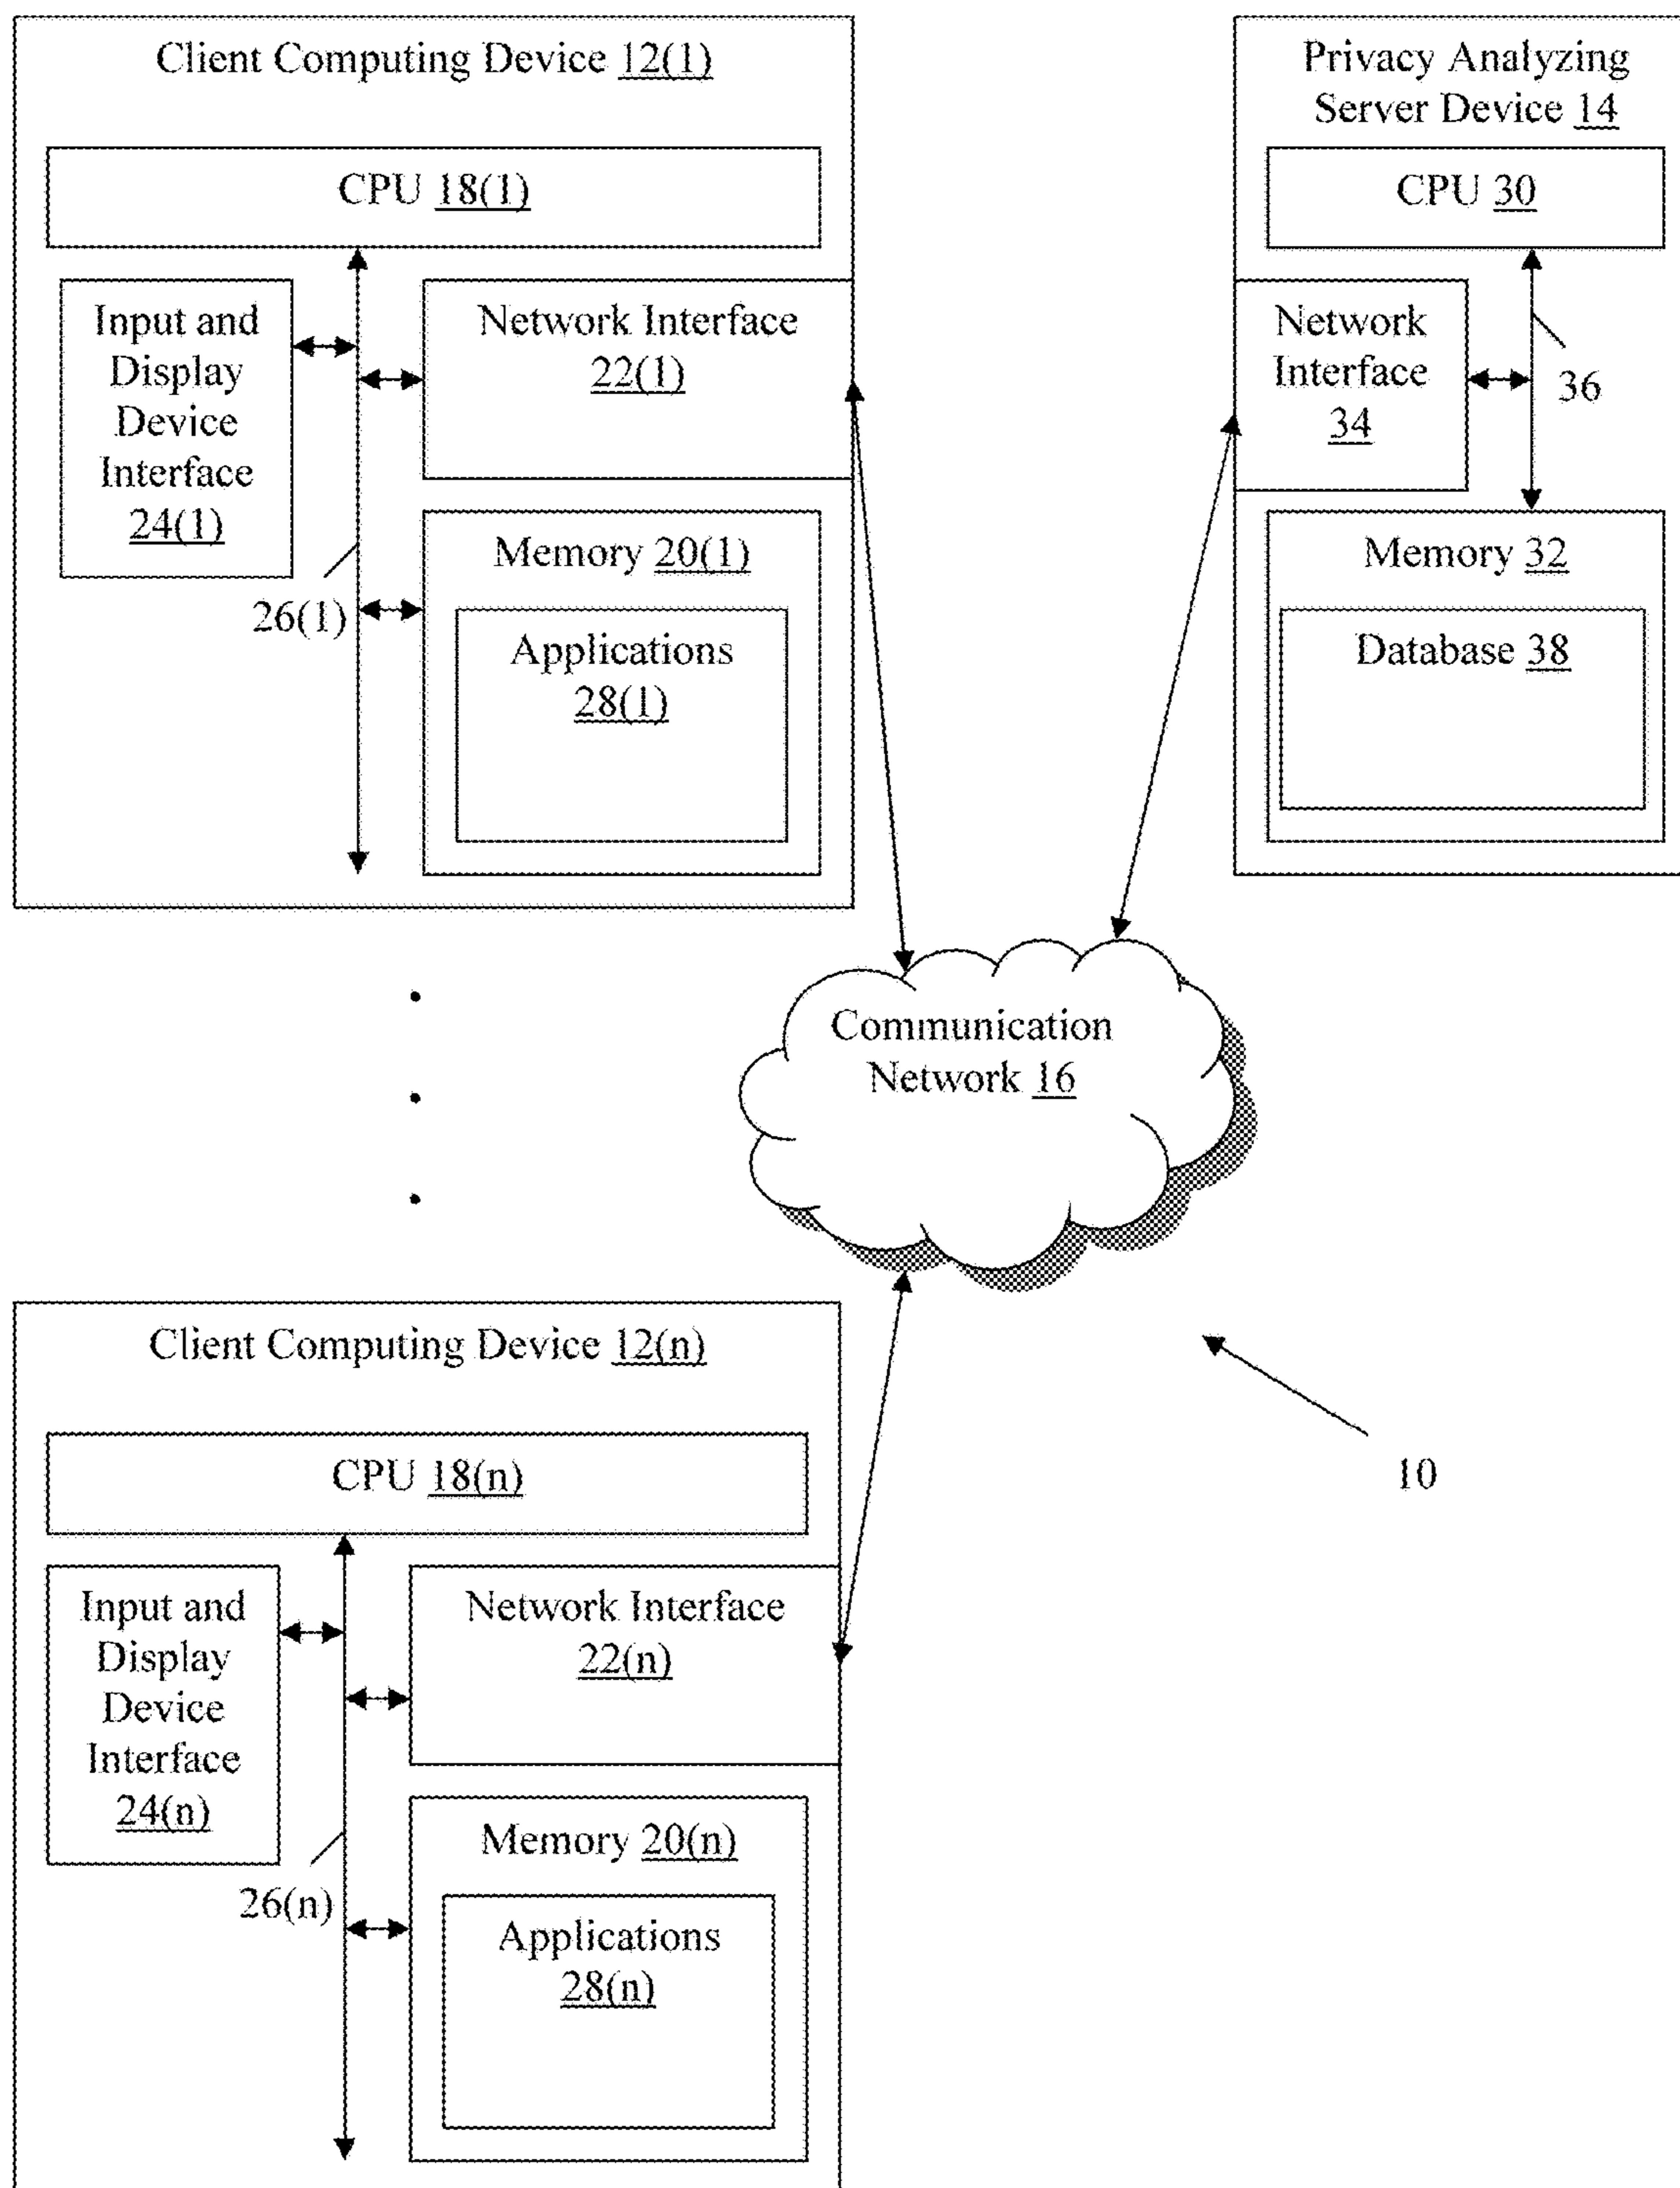 Client Computing Device 12(1)
CPU 18(1)
Input and
Display
Device
Interface
24(1)
Network Interface
22(1)
26(1)
Memory 20(1)
Applications
28(1)
Privacy Analyzing
Server Device 14
CPU 30
Network
Interface
34
36
Memory 32
Database 38
Communication
Network 16
10
Client Computing Device 12(n)
CPU 18(n)
Input and
Display
Device
Interface
24(n)
Network Interface
22(n)
26(n)
Memory 20(n)
Applications
28(n)